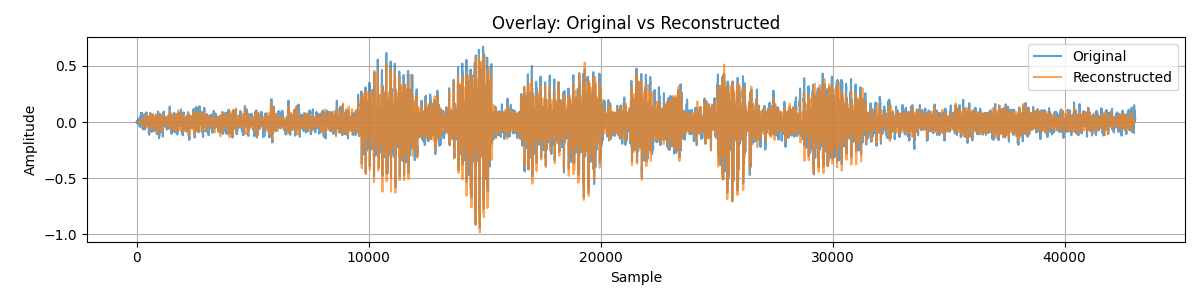 Overlay: Original vs Reconstructed
Original
Reconstructed
Amplitude
0.5
0.0
−0.5
−1.0
0 10000 20000 30000 40000
Sample